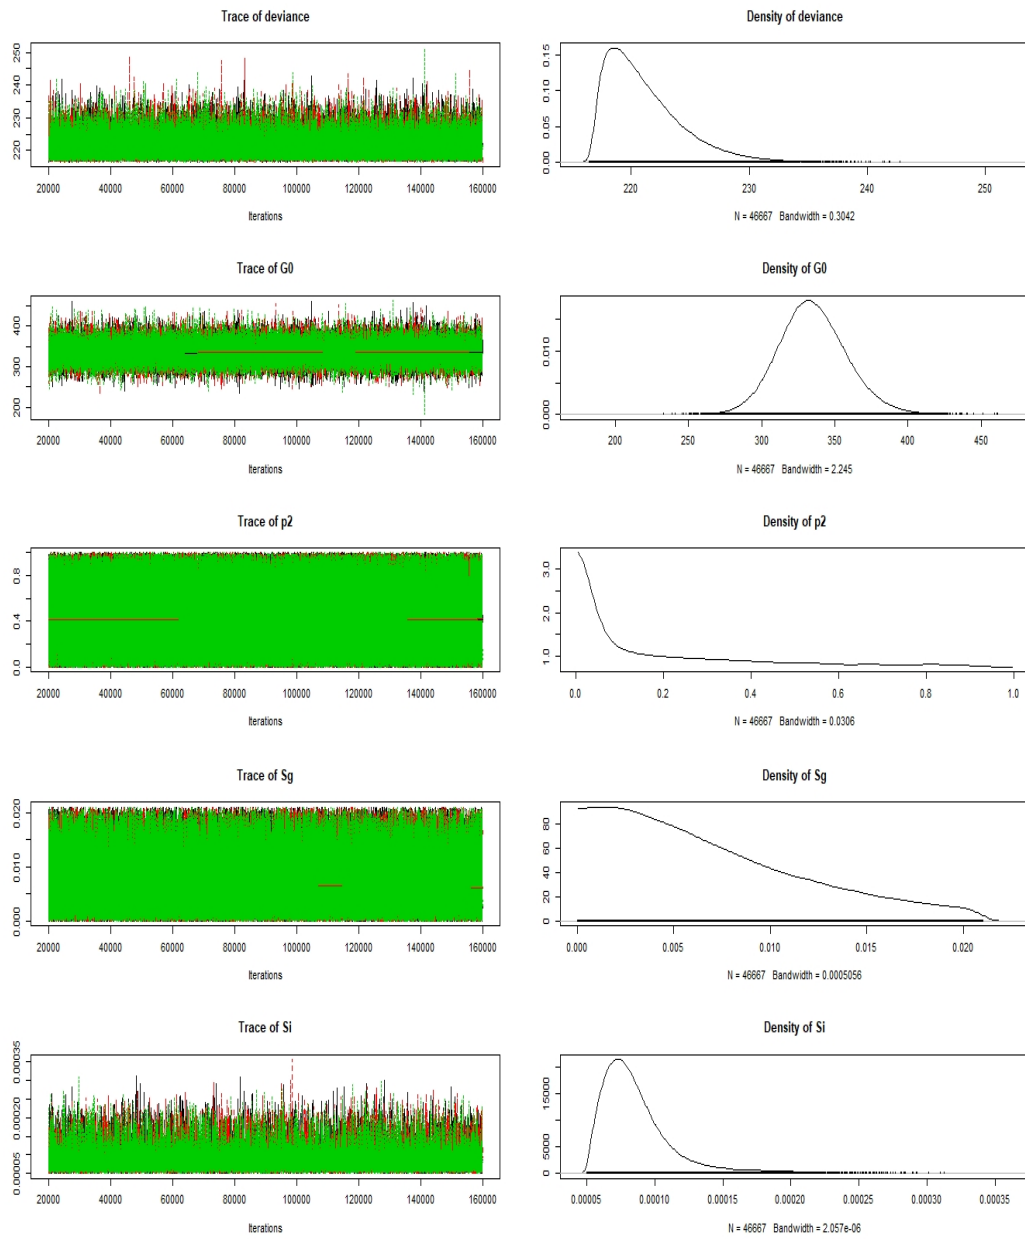 Trace of deviance
220 230 240 250
20000 40000 60000 80000 100000 120000 140000 160000
Iterations
Density of deviance
0.00 0.05 0.10 0.15
220 230 240 250
N = 46667 Bandwidth = 0.3042
Trace of G0
200 300 400
20000 40000 60000 80000 100000 120000 140000 160000
Iterations
Density of G0
0.000 0.010
200 250 300 350 400 450
N = 46667 Bandwidth = 2.245
Trace of p2
0.0 0.4 0.8
20000 40000 60000 80000 100000 120000 140000 160000
Iterations
Density of p2
1.0 2.0 3.0
0.0 0.2 0.4 0.6 0.8 1.0
N = 46667 Bandwidth = 0.0306
Trace of Sg
0.000 0.010 0.020
20000 40000 60000 80000 100000 120000 140000 160000
Iterations
Density of Sg
0 20 40 60 80
0.000 0.005 0.010 0.015 0.020
N = 46667 Bandwidth = 0.0005056
Trace of Si
0.00005 0.00020 0.00035
20000 40000 60000 80000 100000 120000 140000 160000
Iterations
Density of Si
0 5000 15000
0.00005 0.00010 0.00015 0.00020 0.00025 0.00030 0.00035
N = 46667 Bandwidth = 2.057e-06